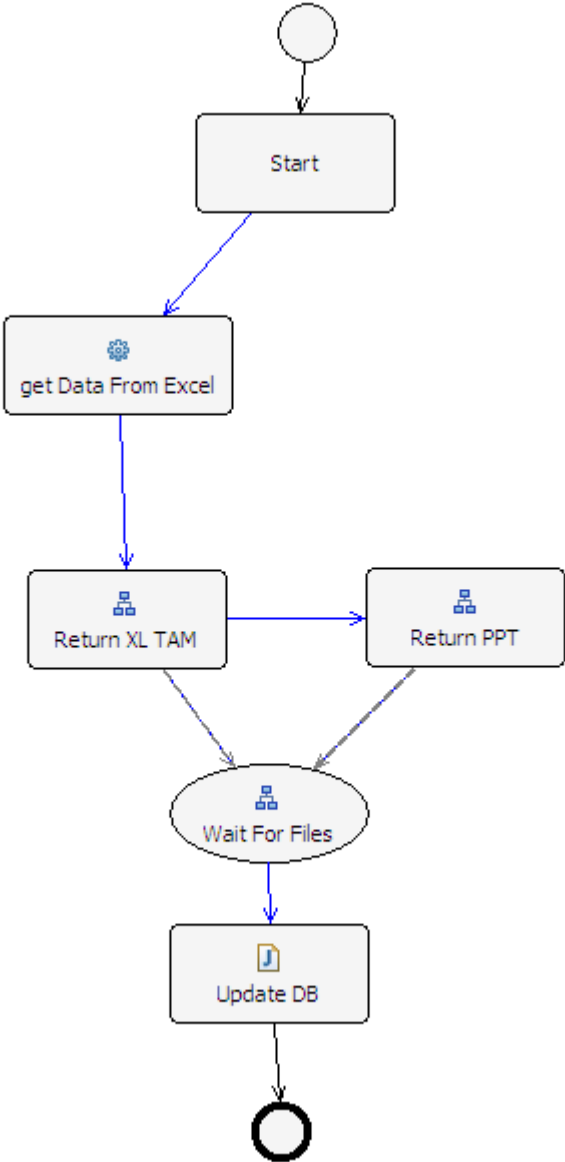 Start
get Data From Excel
Return XL TAM
Return PPT
Wait For Files
J
Update DB